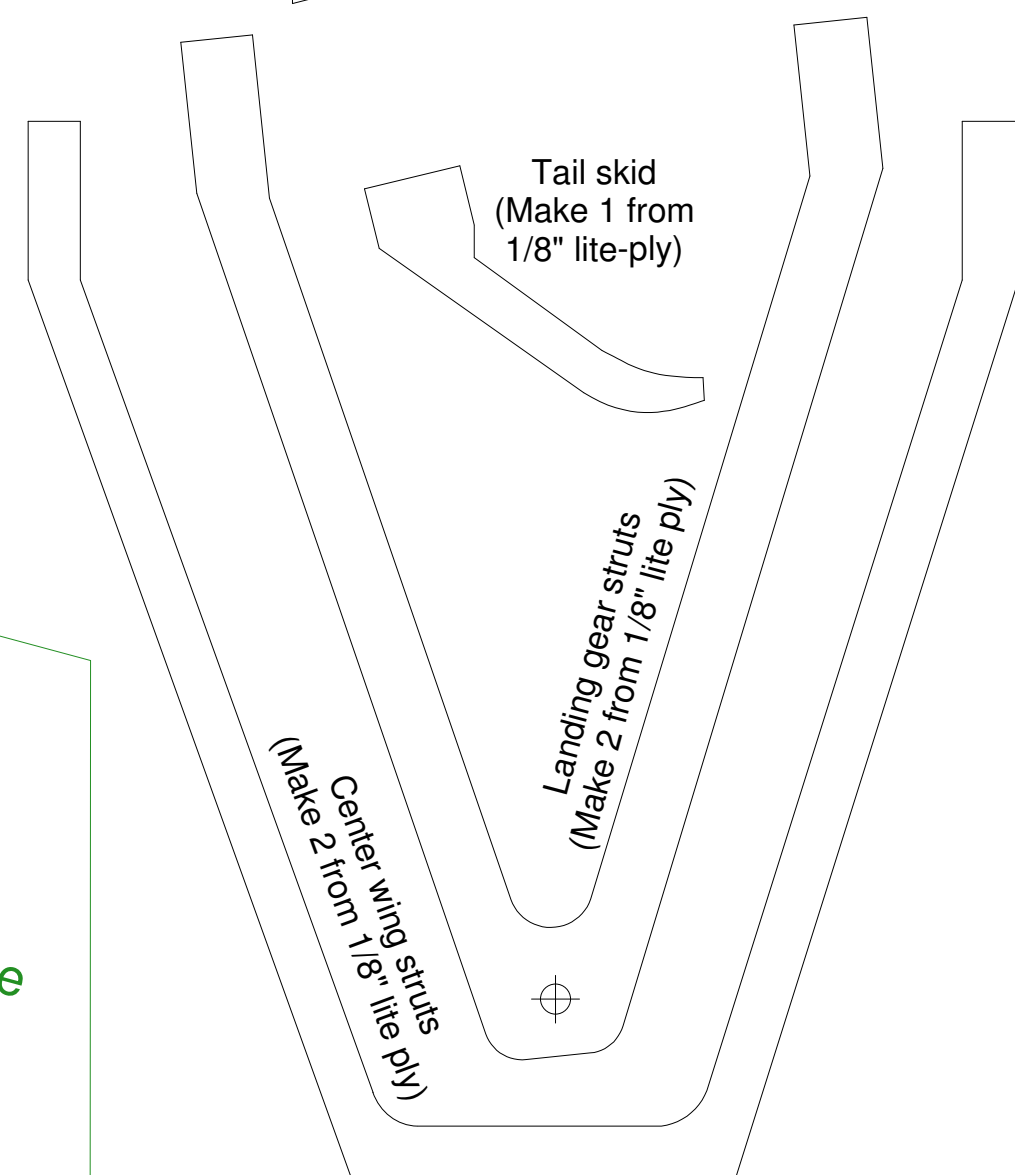 Tail skid
(Make 1 from
1/8" lite-ply)
Landing gear struts
(Make 2 from 1/8" lite ply)
Center wing struts
(Make 2 from 1/8" lite ply)
e